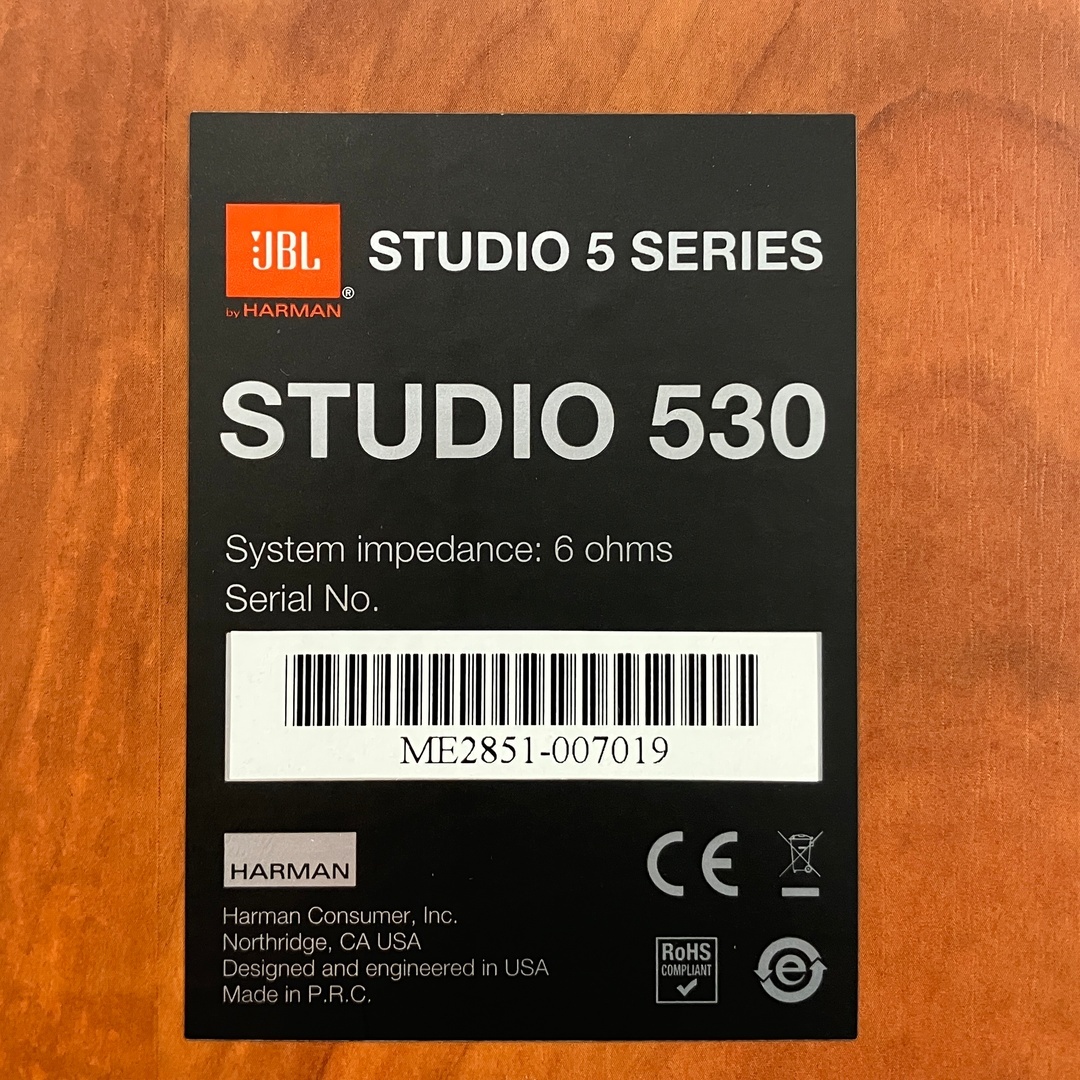 JBL
STUDIO 5 SERIES
®
by HARMAN
STUDIO 530
System impedance: 6 ohms
Serial No.
ME2851-007019
HARMAN
CE
Harman Consumer, Inc.
Northridge, CA USA
Designed and engineered in USA
Made in P.R.C.
RoHS
COMPLIANT
e